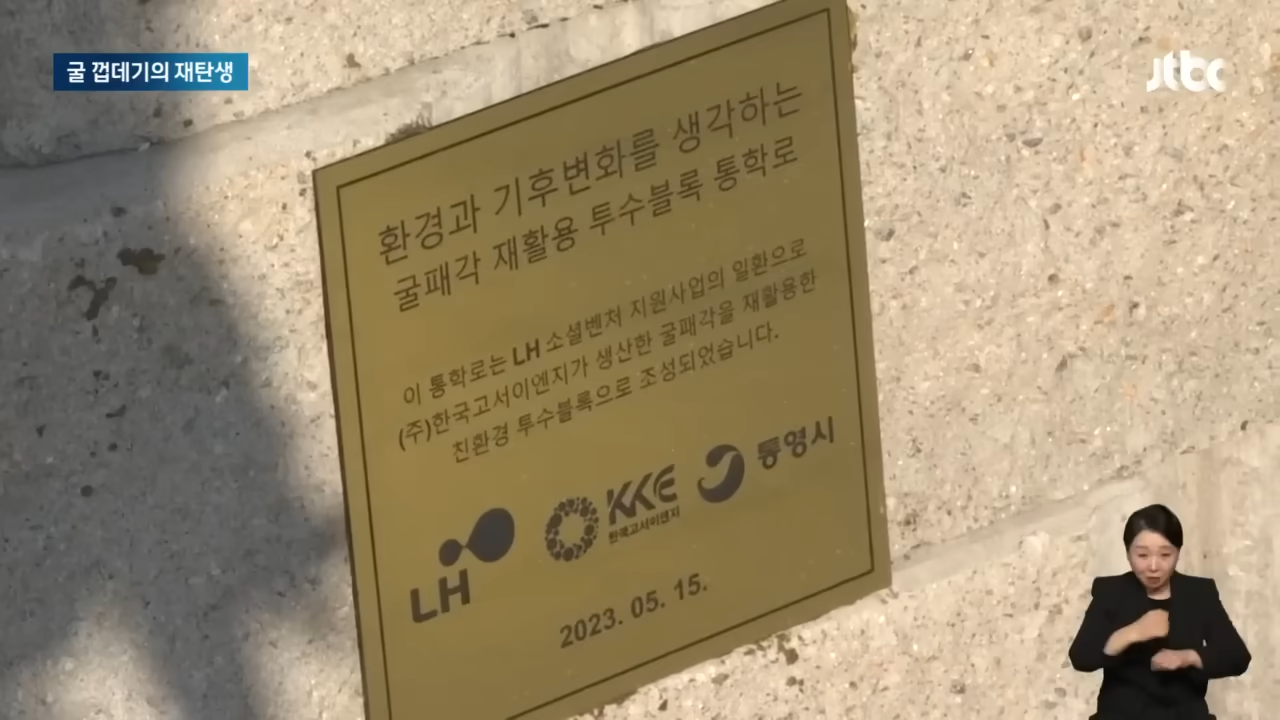 굴 껍데기의 재탄생
jtbc
환경과 기후변화를 생각하는
굴패각 재활용 투수블록 통학로
이 통학로는 LH 소셜벤처 지원사업의 일환으로
(주)한국고서이엔지가 생산한 굴패각을 재활용한
친환경 투수블록으로 조성되었습니다.
LH
KKE
한국고서이엔지
통영시
2023. 05. 15.